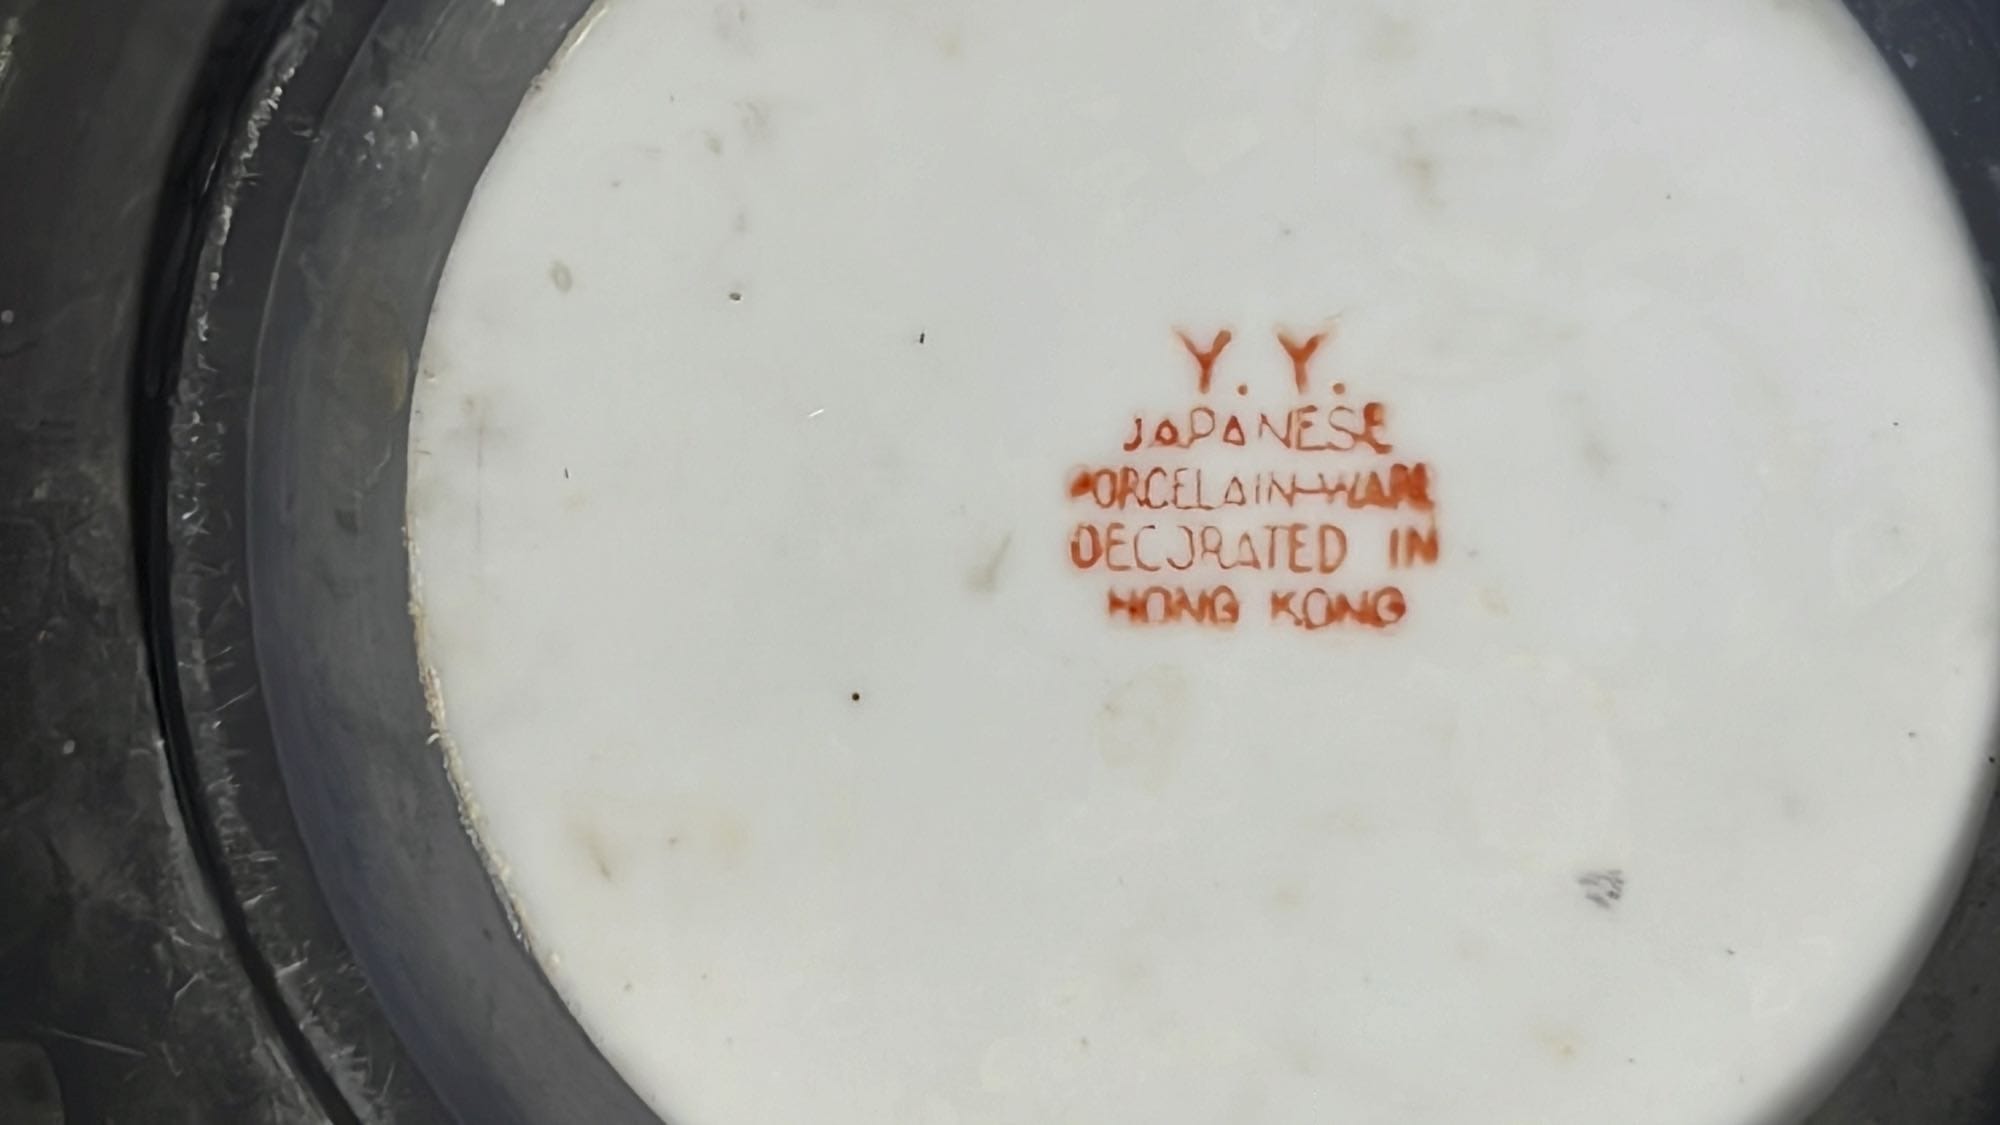 Y. Y.
JAPANESE
PORCELAIN-WARE
DECORATED IN
HONG KONG